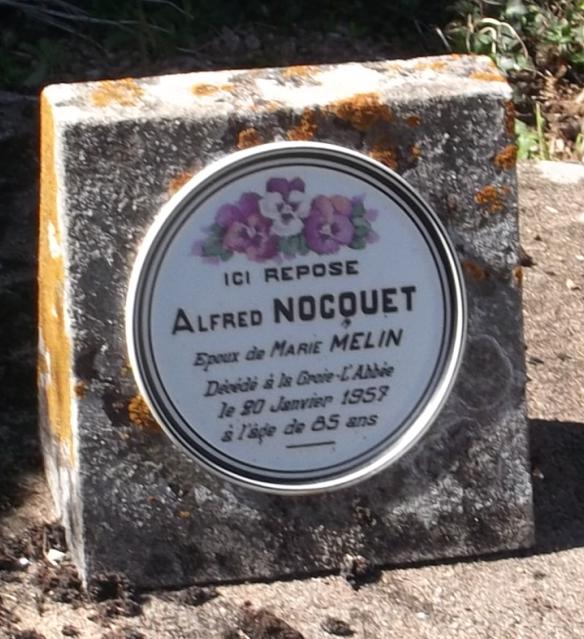 ICI REPOSE
ALFRED NOCQUET
Epoux de MARIE MELIN
Décédé à la Groie-L'Abbée
le 20 Janvier 1957
à l'âge de 85 ans